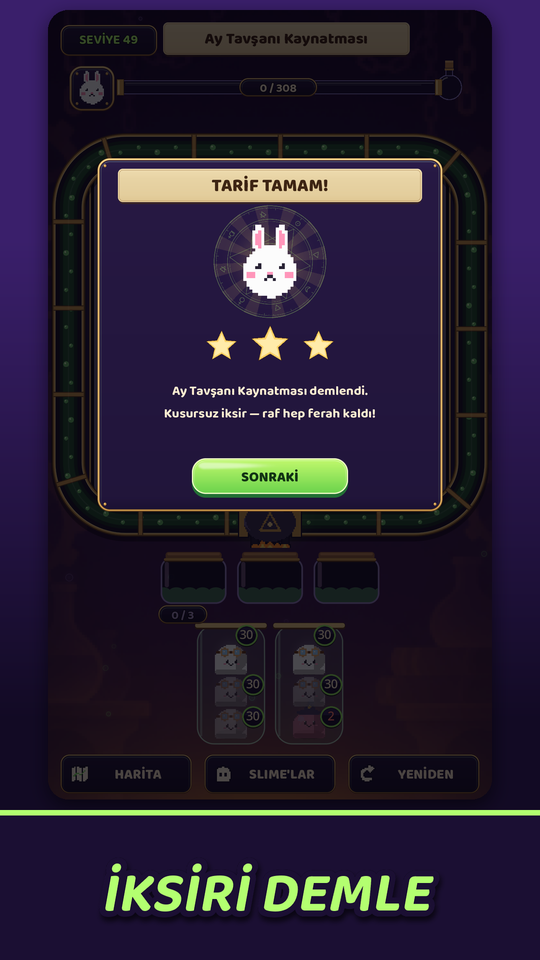 SEVİYE 49
Ay Tavşanı Kaynatması
0 / 308
TARİF TAMAM!
Ay Tavşanı Kaynatması demlendi.
Kusursuz iksir — raf hep ferah kaldı!
SONRAKİ
0 / 3
30 30
30 30
30 2
HARİTA SLIME'LAR YENİDEN
İKSİRİ DEMLE